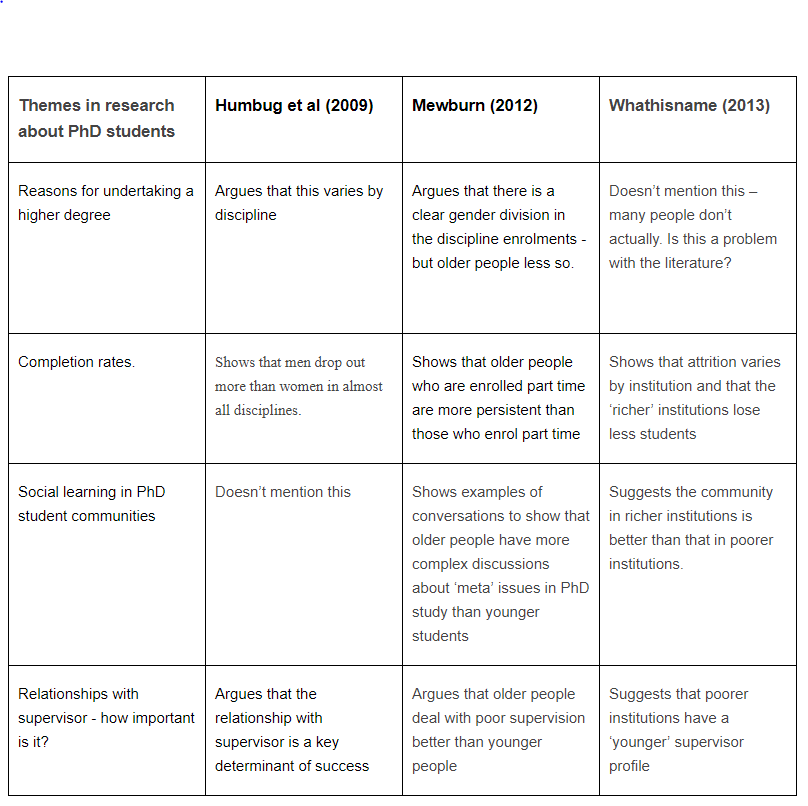 Themes in research
about PhD students
Humbug et al (2009)
Mewburn (2012)
Whathisname (2013)
Reasons for undertaking a
higher degree
Argues that this varies by
discipline
Argues that there is a
clear gender division in
the discipline enrolments -
but older people less so.
Doesn’t mention this –
many people don’t
actually. Is this a problem
with the literature?
Completion rates.
Shows that men drop out
more than women in almost
all disciplines.
Shows that older people
who are enrolled part time
are more persistent than
those who enrol part time
Shows that attrition varies
by institution and that the
‘richer’ institutions lose
less students
Social learning in PhD
student communities
Doesn’t mention this
Shows examples of
conversations to show that
older people have more
complex discussions
about ‘meta’ issues in PhD
study than younger
students
Suggests the community
in richer institutions is
better than that in poorer
institutions.
Relationships with
supervisor - how important
is it?
Argues that the
relationship with
supervisor is a key
determinant of success
Argues that older people
deal with poor supervision
better than younger
people
Suggests that poorer
institutions have a
‘younger’ supervisor
profile